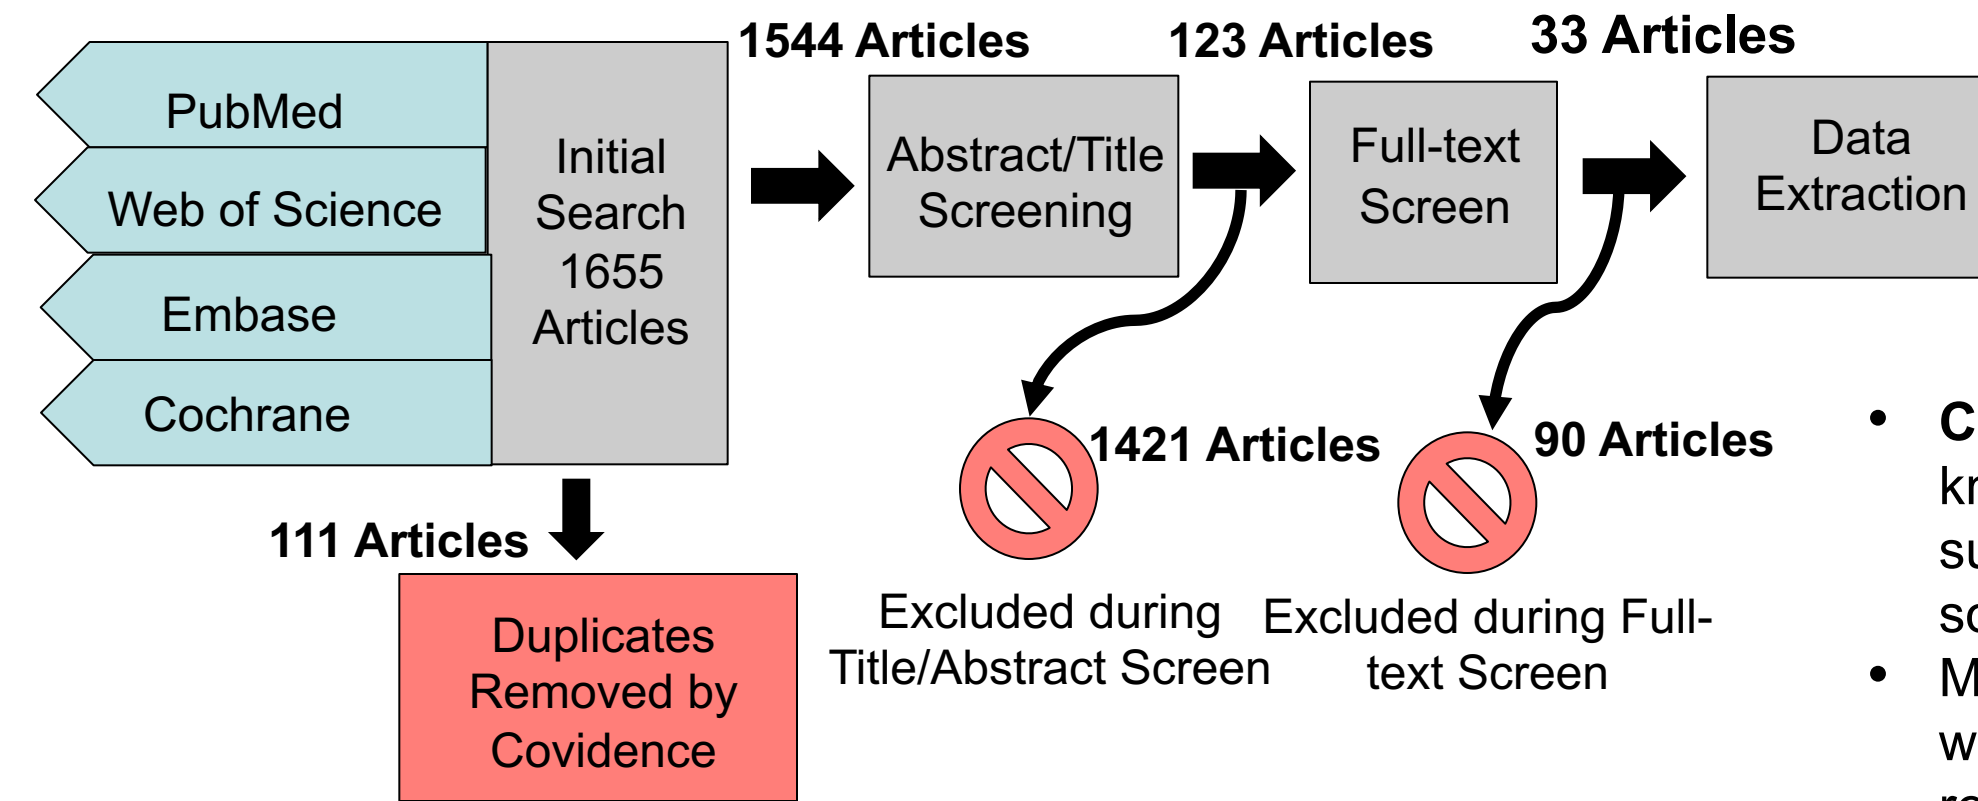 1544 Articles
123 Articles
33 Articles
PubMed
Web of Science
Embase
Cochrane
Initial
Search
1655
Articles
Abstract/Title
Screening
Full-text
Screen
Data
Extraction
111 Articles
Duplicates
Removed by
Covidence
1421 Articles
Excluded during
Title/Abstract Screen
90 Articles
Excluded during Full-
text Screen